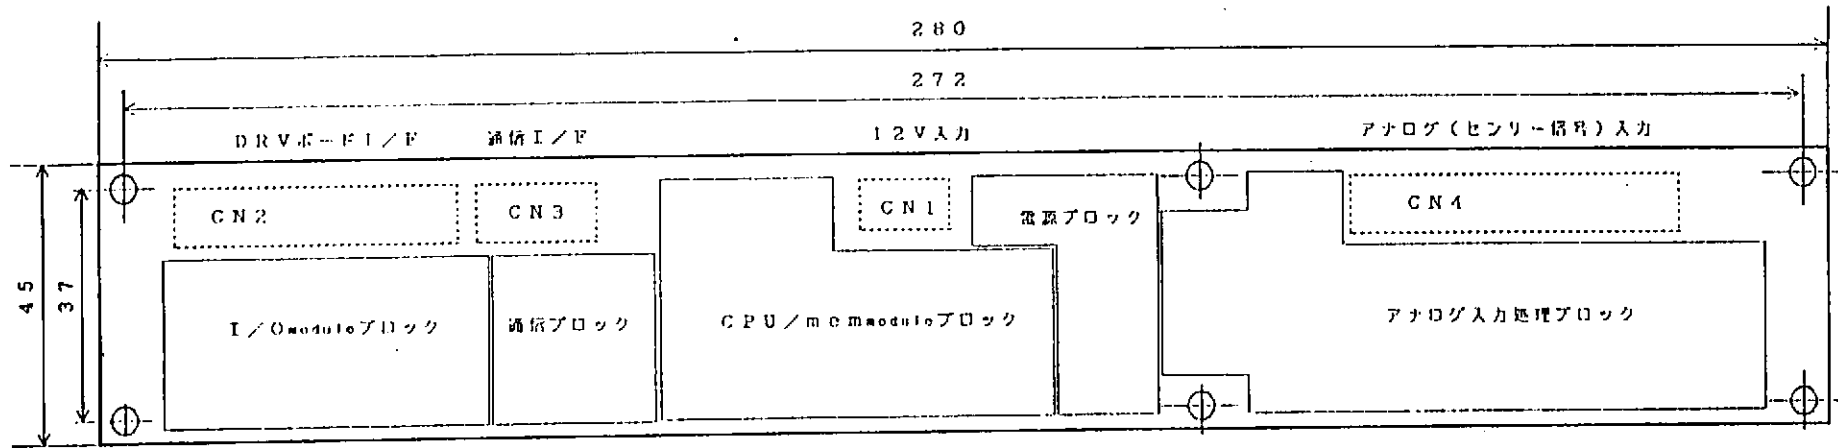 280
272
DRVボードI/F 通信I/F 12V入力 アナログ(センサー信号)入力
CN2 CN3 CN1 電源ブロック CN4
45
37
I/Omoduleブロック 通信ブロック CPU/memmoduleブロック アナログ入力処理ブロック